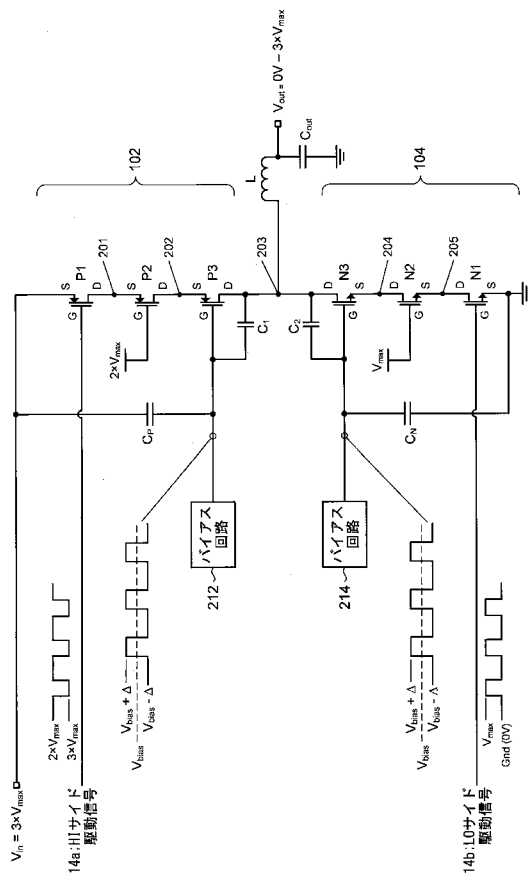 Vin = 3×Vmax
14a:HIサイド
駆動信号
2×Vmax
3×Vmax
Vbias + Δ
Vbias
Vbias − Δ
バイアス
回路
212
CP
2×Vmax
S
P1
G
D
201
S
P2
G
D
202
S
P3
G
D
C1
102
203
L
Vout = 0V − 3×Vmax
Cout
104
C2
D
N3
G
S
204
D
N2
G
S
Vmax
205
D
N1
G
S
CN
バイアス
回路
214
Vbias + Δ
Vbias
Vbias − Δ
Vmax
Gnd (0V)
14b:LOサイド
駆動信号